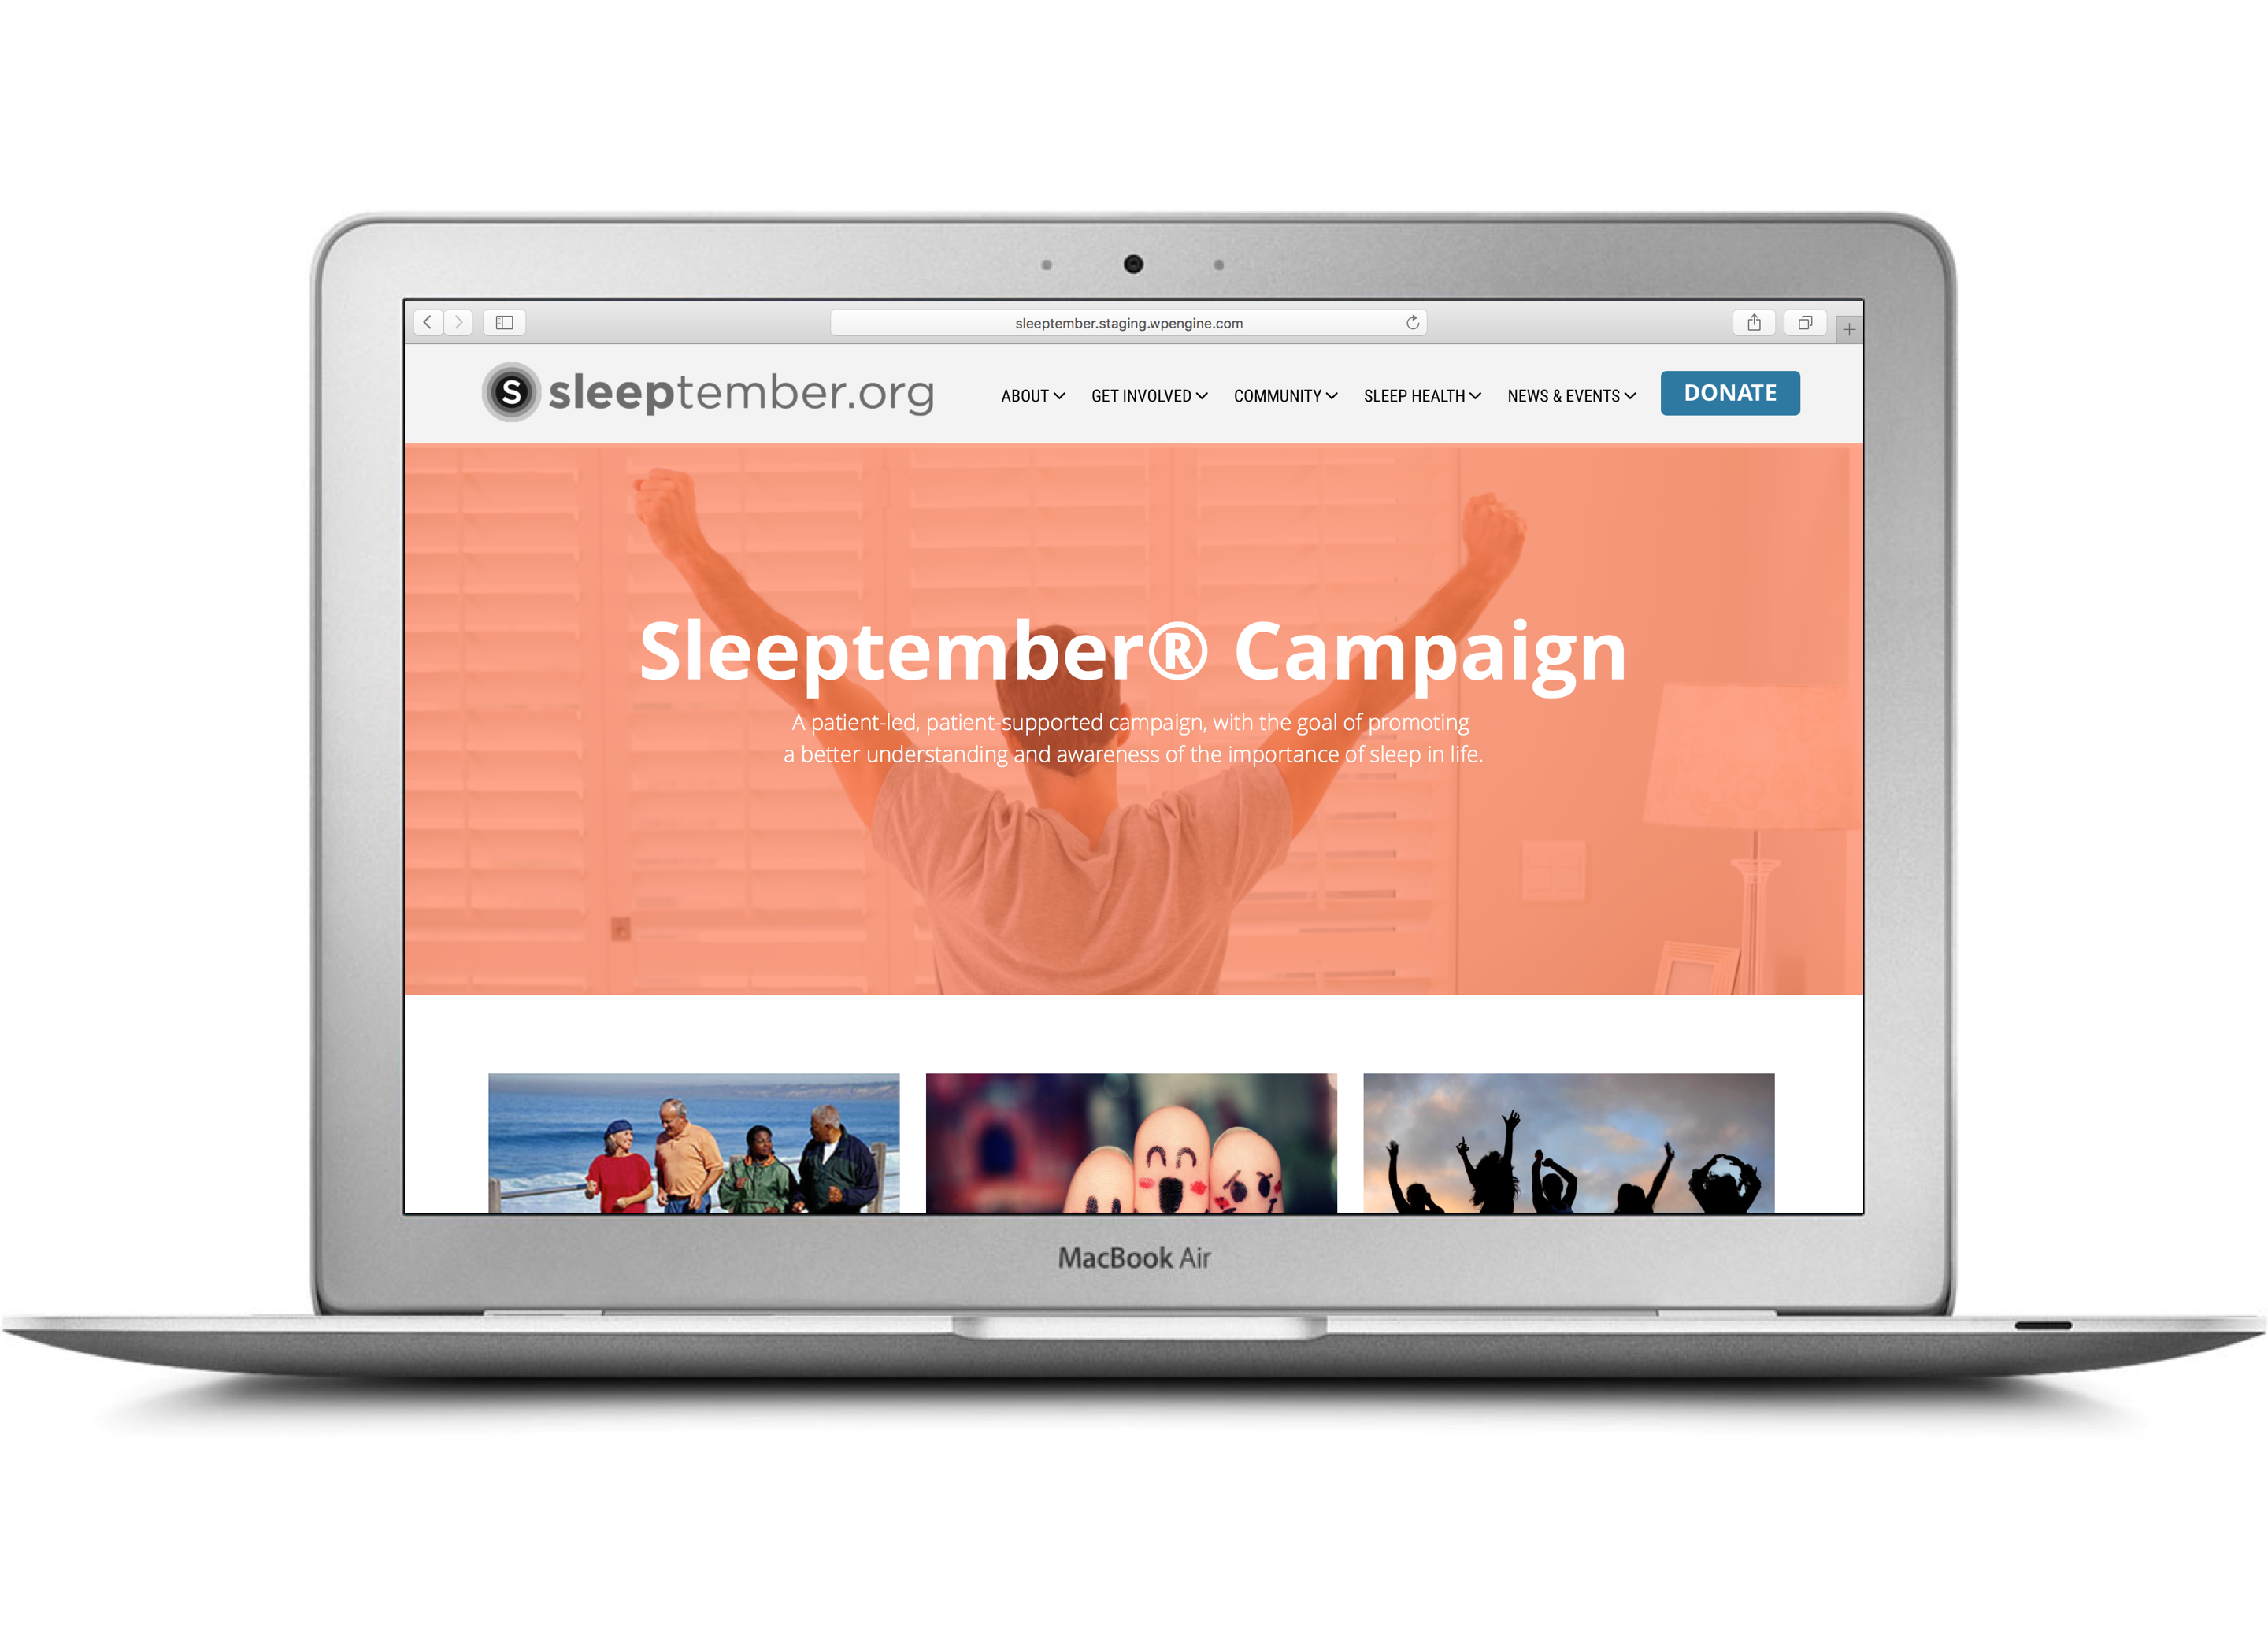 sleeptember.staging.wpengine.com
S sleeptember.org
ABOUT GET INVOLVED COMMUNITY SLEEP HEALTH NEWS & EVENTS DONATE
Sleeptember® Campaign
A patient-led, patient-supported campaign, with the goal of promoting
a better understanding and awareness of the importance of sleep in life.
MacBook Air